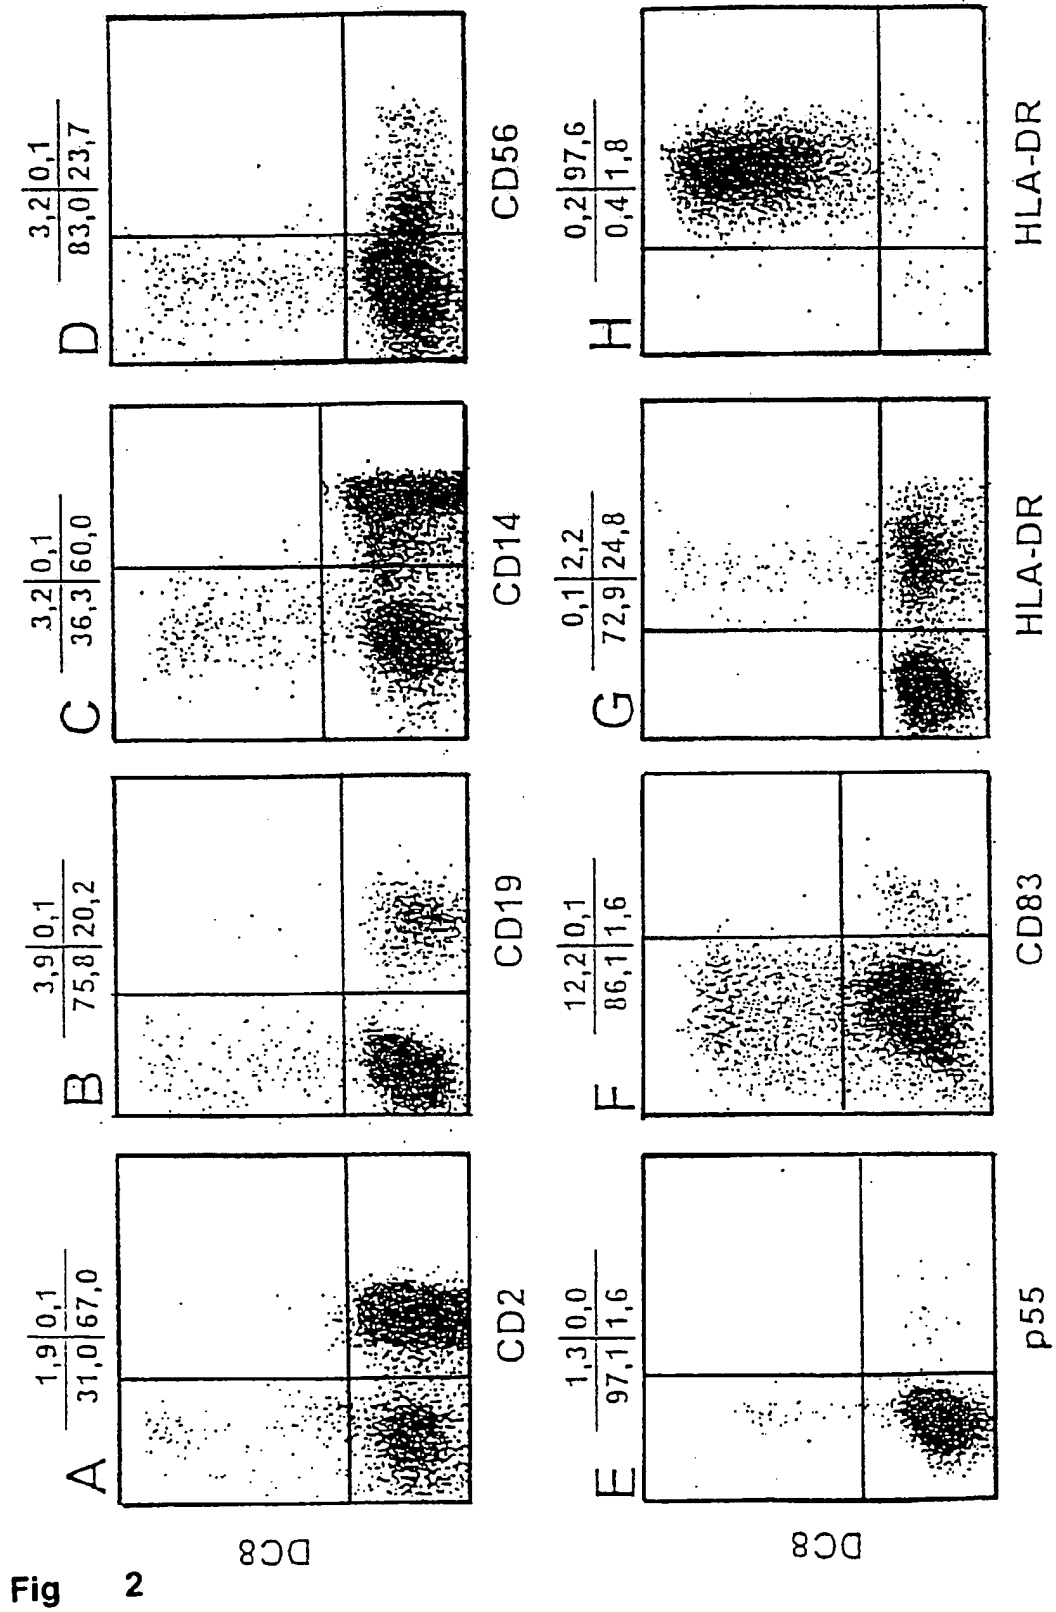 A
1,9|0,1
31,0|67,0
CD2
B
3,9|0,1
75,8|20,2
CD19
C
3,2|0,1
36,3|60,0
CD14
D
3,2|0,1
83,0|23,7
CD56
DC8
E
1,3|0,0
97,1|1,6
p55
F
12,2|0,1
86,1|1,6
CD83
G
0,1|2,2
72,9|24,8
HLA-DR
H
0,2|97,6
0,4|1,8
HLA-DR
DC8
Fig 2